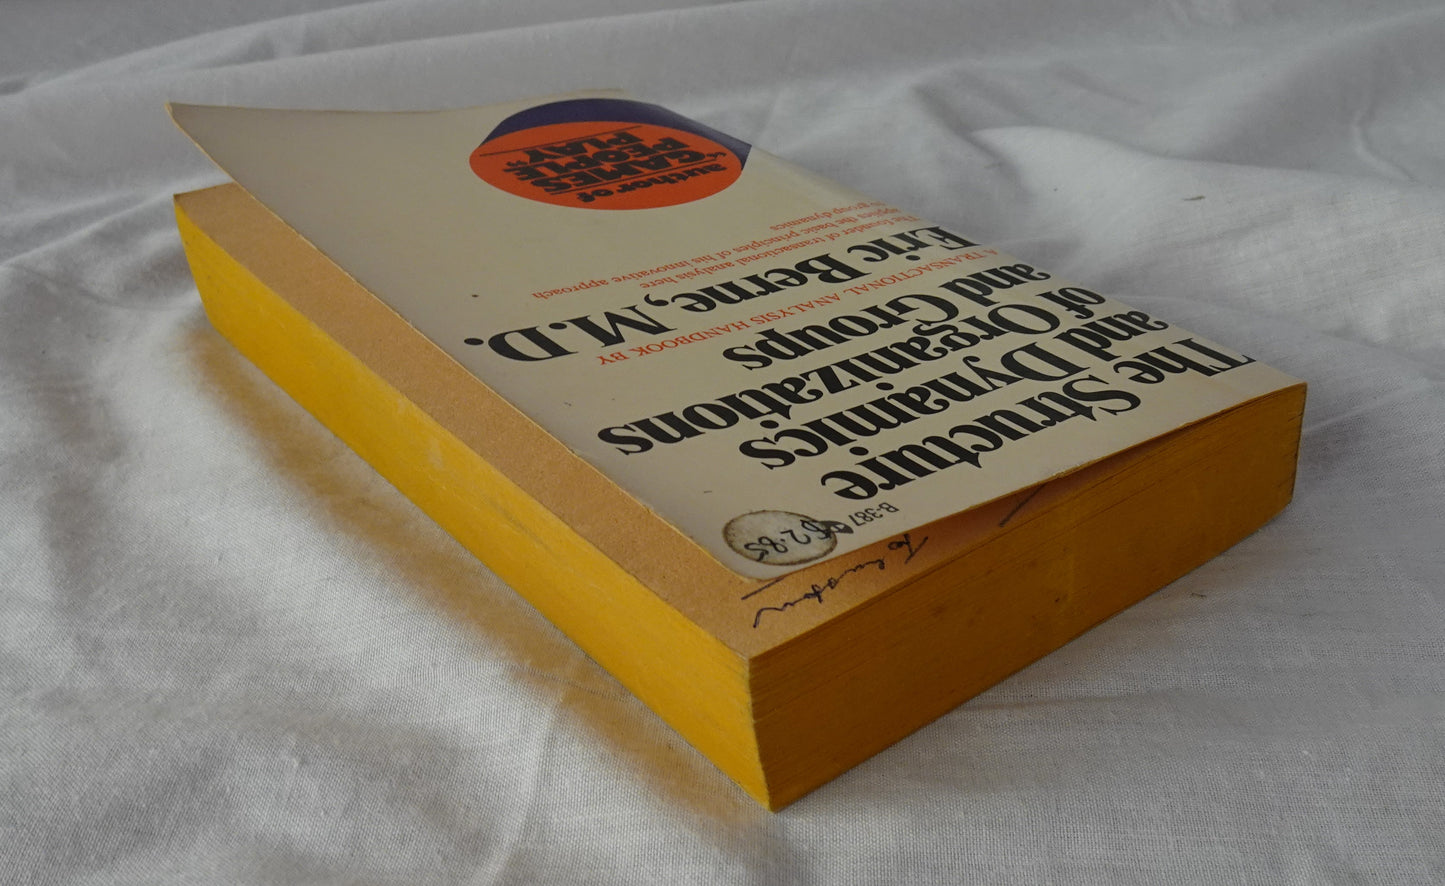 B-387 $2.85
The Structure
and Dynamics
of Organizations
and Groups
A TRANSACTIONAL ANALYSIS HANDBOOK BY
Eric Berne, M.D.
The founder of transactional analysis here
applies the basic principles of his innovative approach
to group dynamics
author of
"GAMES
PEOPLE
PLAY"